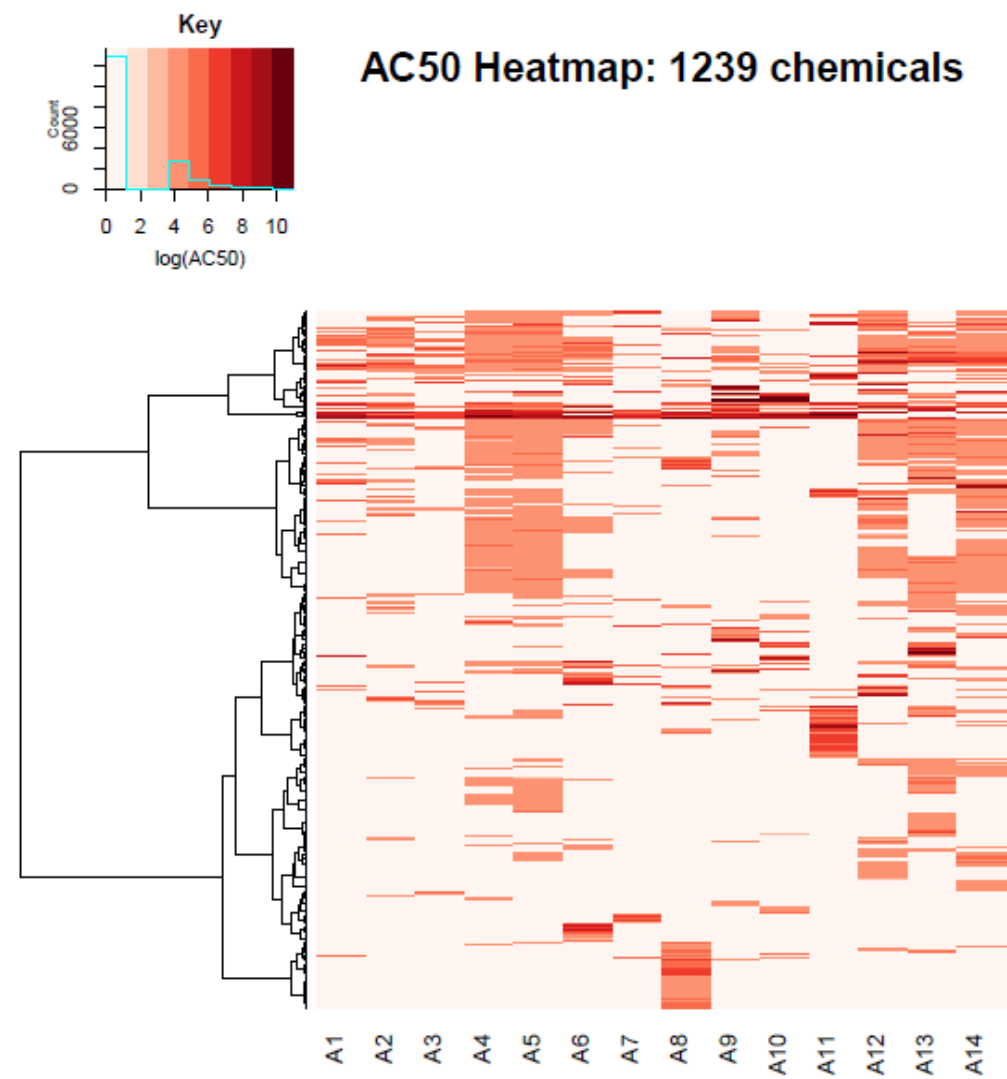 Key
AC50 Heatmap: 1239 chemicals
Count
0 6000
0 2 4 6 8 10
log(AC50)
A1 A2 A3 A4 A5 A6 A7 A8 A9 A10 A11 A12 A13 A14